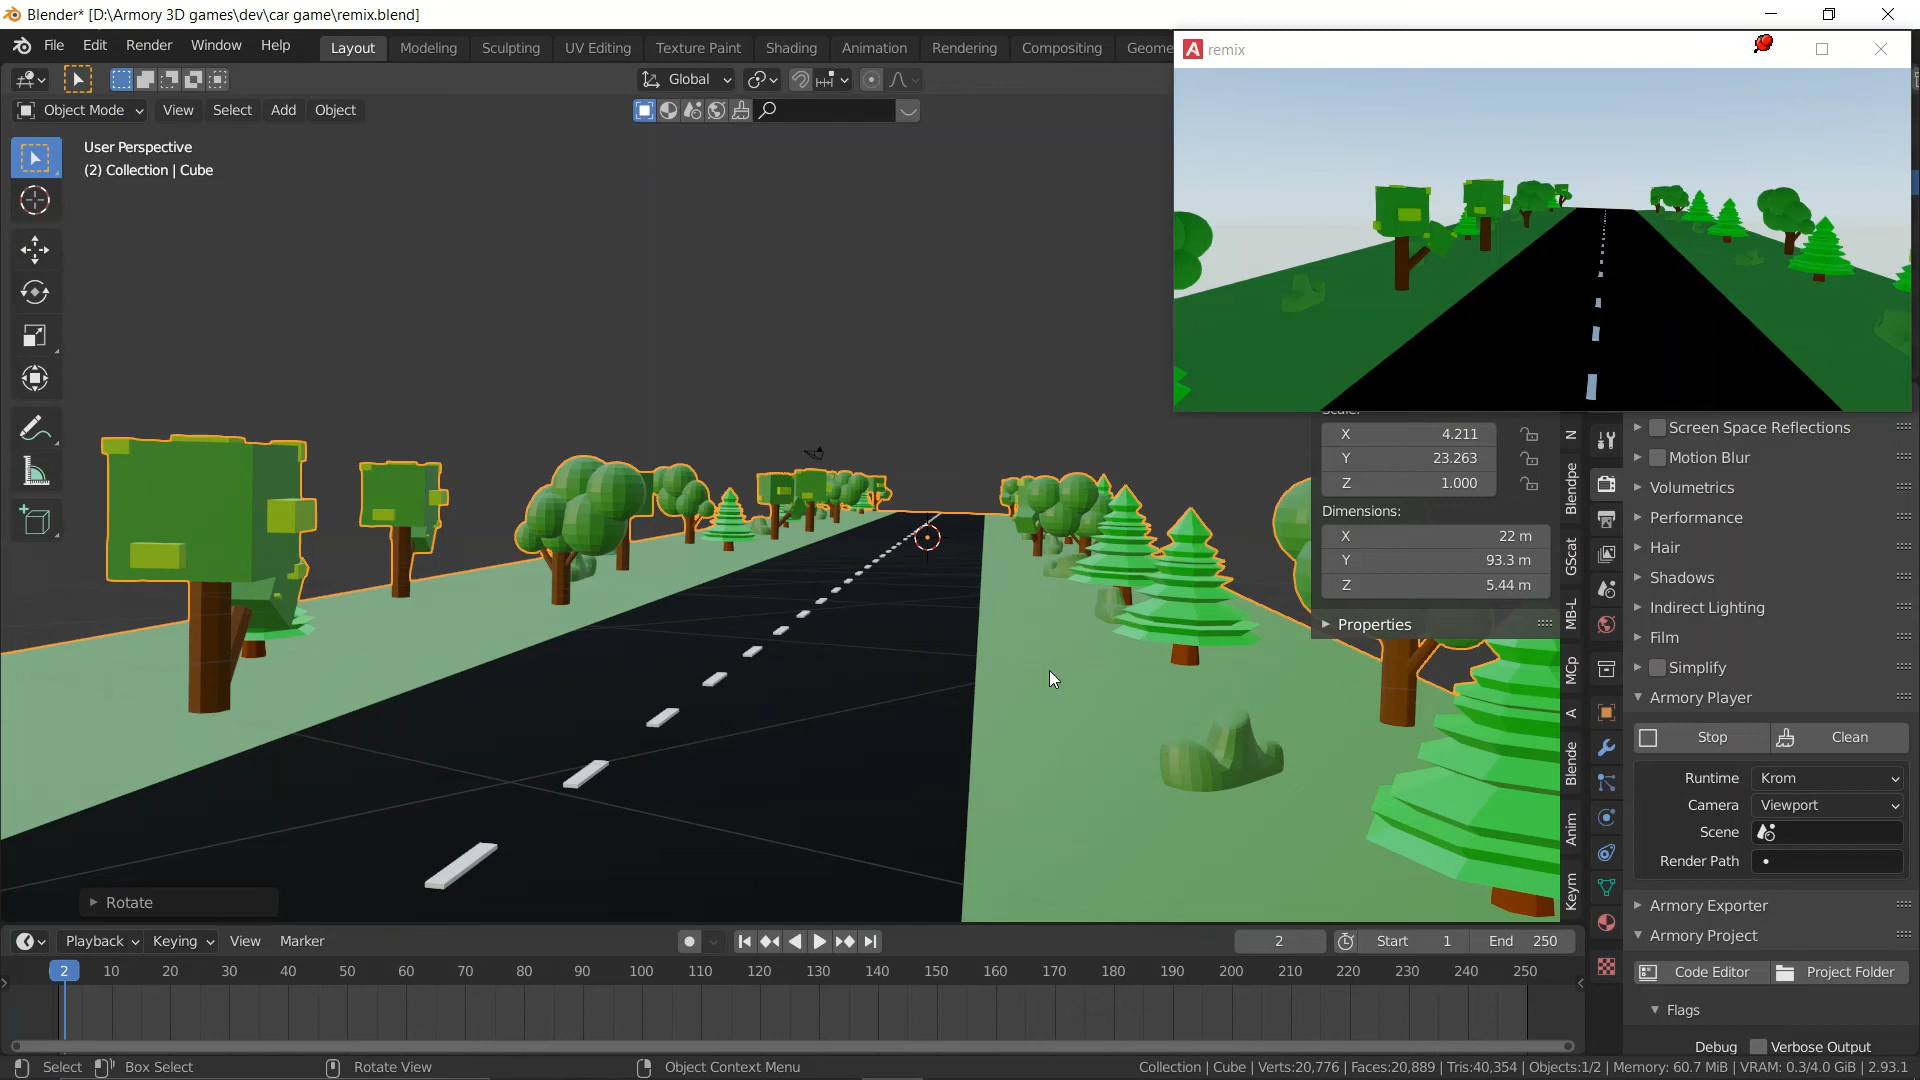 Blender* [D:\Armory 3D games\dev\car game\remix.blend]
File Edit Render Window Help Layout Modeling Sculpting UV Editing Texture Paint Shading Animation Rendering Compositing Geome
remix
Global
Object Mode View Select Add Object
User Perspective
(2) Collection | Cube
X 4.211
Y 23.263
Z 1.000
Dimensions:
X 22 m
Y 93.3 m
Z 5.44 m
Properties
N
Blendpe
GScat
MB-L
MCp
A
Blende
Anim
Keym
Screen Space Reflections
Motion Blur
Volumetrics
Performance
Hair
Shadows
Indirect Lighting
Film
Simplify
Armory Player
Stop Clean
Runtime Krom
Camera Viewport
Scene
Render Path
Armory Exporter
Armory Project
Code Editor Project Folder
Flags
Debug Verbose Output
Rotate
Playback Keying View Marker 2 Start 1 End 250
2 10 20 30 40 50 60 70 80 90 100 110 120 130 140 150 160 170 180 190 200 210 220 230 240 250
Select Box Select Rotate View Object Context Menu Collection | Cube | Verts:20,776 | Faces:20,889 | Tris:40,354 | Objects:1/2 | Memory: 60.7 MiB | VRAM: 0.3/4.0 GiB | 2.93.1